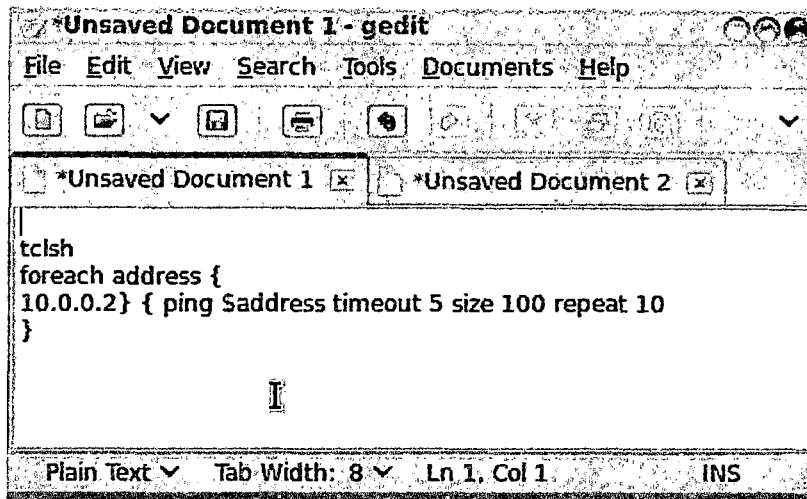 *Unsaved Document 1 - gedit
File Edit View Search Tools Documents Help
*Unsaved Document 1 *Unsaved Document 2
tclsh
foreach address {
10.0.0.2} { ping $address timeout 5 size 100 repeat 10
}
Plain Text Tab Width: 8 Ln 1, Col 1 INS